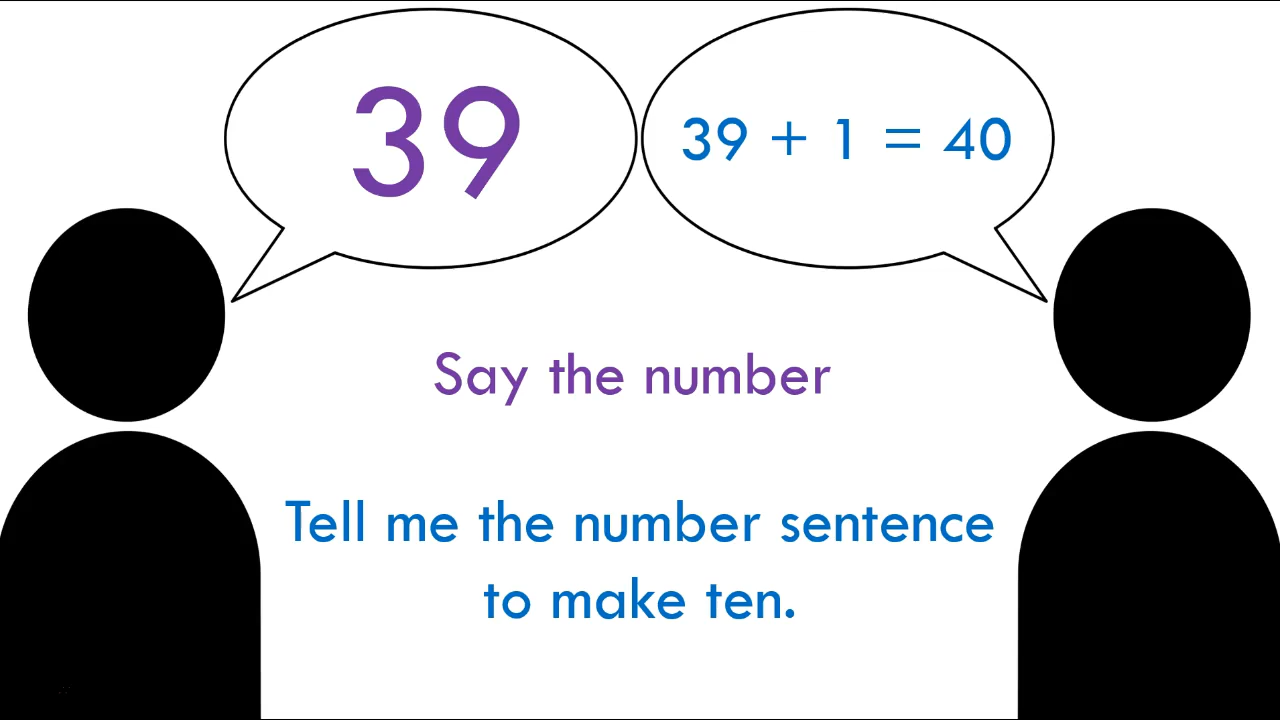 39
39 + 1 = 40
Say the number
Tell me the number sentence
to make ten.